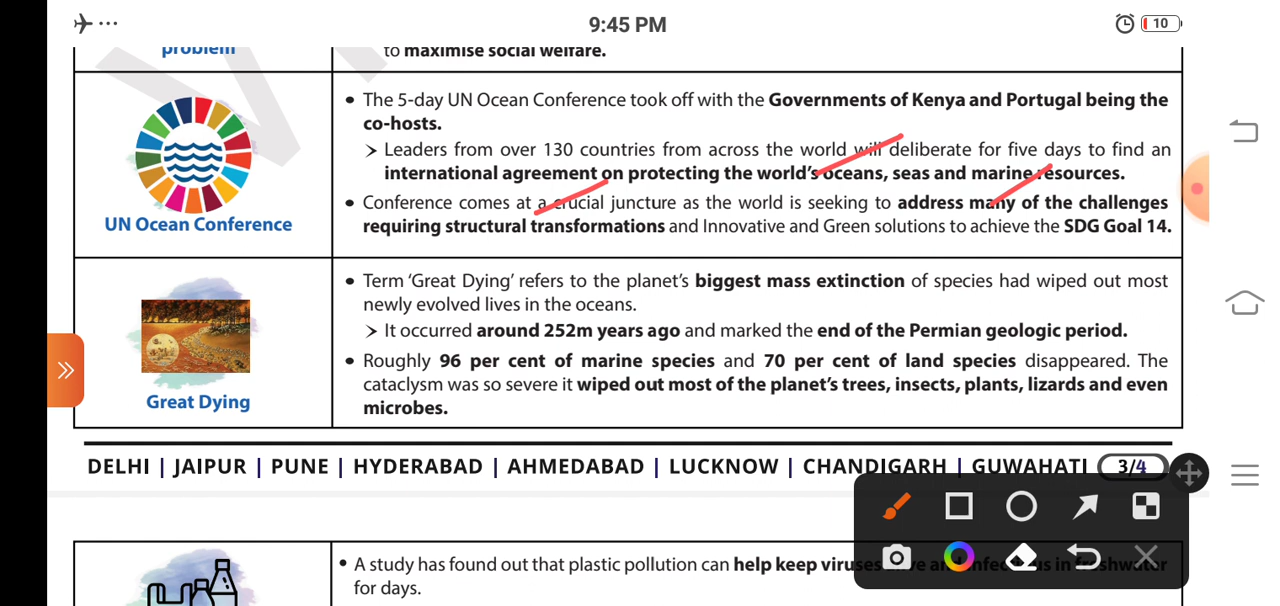 9:45 PM
10
problem
to maximise social welfare.
• The 5-day UN Ocean Conference took off with the Governments of Kenya and Portugal being the
co-hosts.
➤ Leaders from over 130 countries from across the world will deliberate for five days to find an
international agreement on protecting the world's oceans, seas and marine resources.
• Conference comes at a crucial juncture as the world is seeking to address many of the challenges
requiring structural transformations and Innovative and Green solutions to achieve the SDG Goal 14.
UN Ocean Conference
• Term 'Great Dying' refers to the planet's biggest mass extinction of species had wiped out most
newly evolved lives in the oceans.
➤ It occurred around 252m years ago and marked the end of the Permian geologic period.
• Roughly 96 per cent of marine species and 70 per cent of land species disappeared. The
cataclysm was so severe it wiped out most of the planet's trees, insects, plants, lizards and even
microbes.
Great Dying
DELHI | JAIPUR | PUNE | HYDERABAD | AHMEDABAD | LUCKNOW | CHANDIGARH | GUWAHATI 3/4
• A study has found out that plastic pollution can help keep viruses alive and infectious in freshwater
for days.